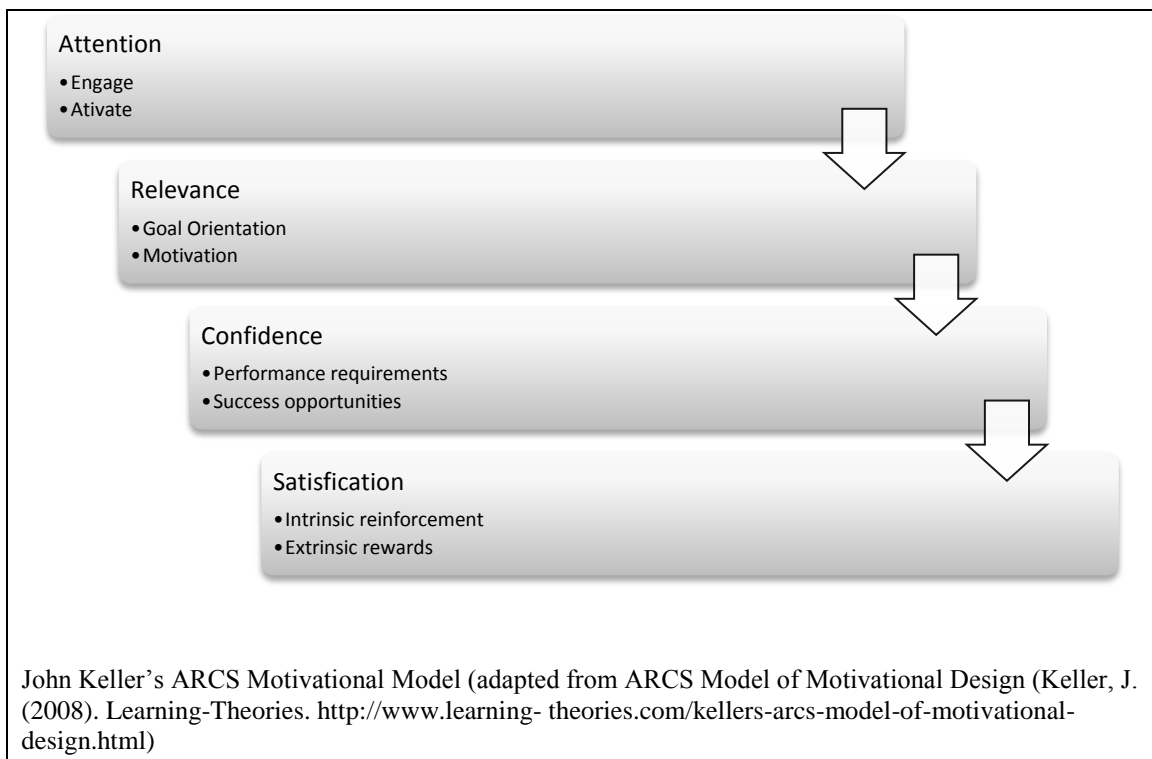 Attention
•Engage
•Ativate
Relevance
•Goal Orientation
•Motivation
Confidence
•Performance requirements
•Success opportunities
Satisfication
•Intrinsic reinforcement
•Extrinsic rewards
John Keller’s ARCS Motivational Model (adapted from ARCS Model of Motivational Design (Keller, J.
(2008). Learning-Theories. http://www.learning- theories.com/kellers-arcs-model-of-motivational-
design.html)